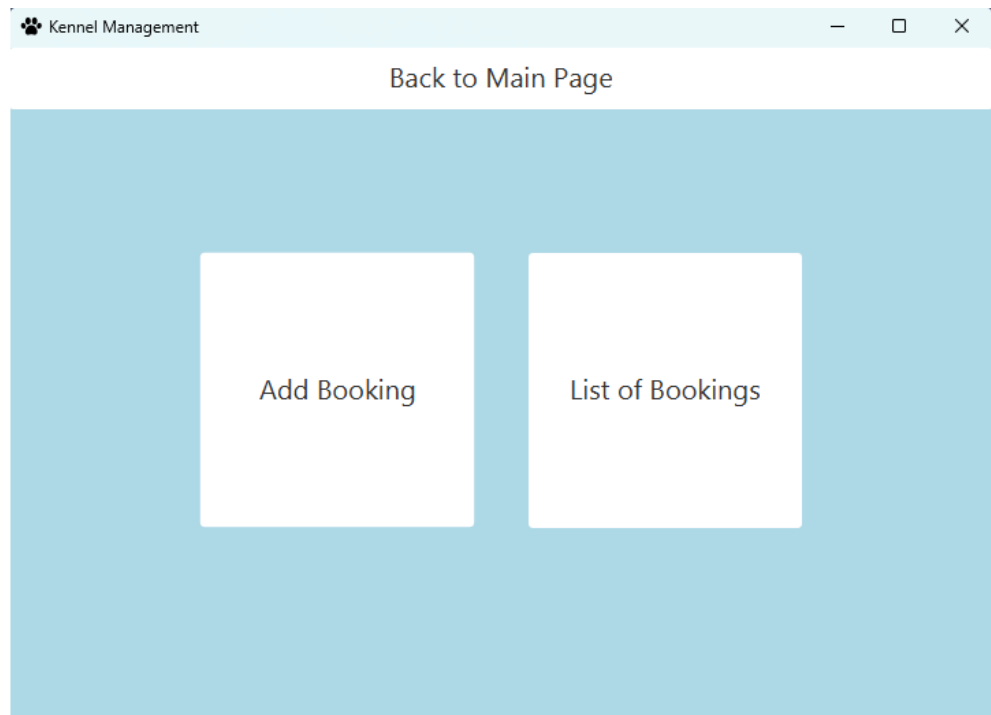 Kennel Management
Back to Main Page
Add Booking
List of Bookings